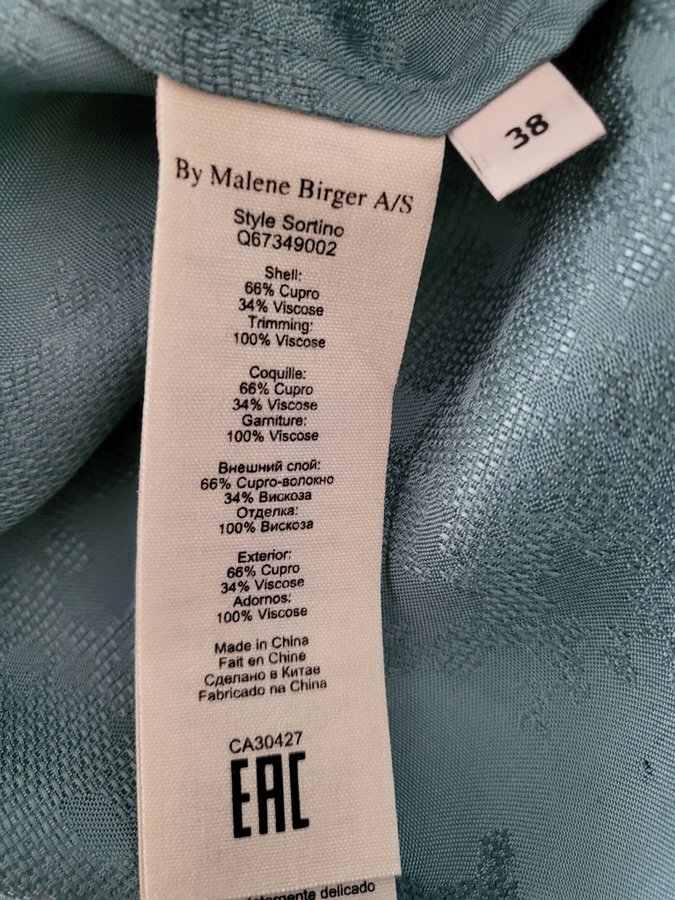 38
By Malene Birger A/S
Style Sortino
Q67349002
Shell:
66% Cupro
34% Viscose
Trimming:
100% Viscose
Coquille:
66% Cupro
34% Viscose
Garniture:
100% Viscose
Внешний слой:
66% Cupro-волокно
34% Вискоза
Отделка:
100% Вискоза
Exterior:
66% Cupro
34% Viscose
Adornos:
100% Viscose
Made in China
Fait en Chine
Сделано в Китае
Fabricado na China
CA30427
EAC
delicado